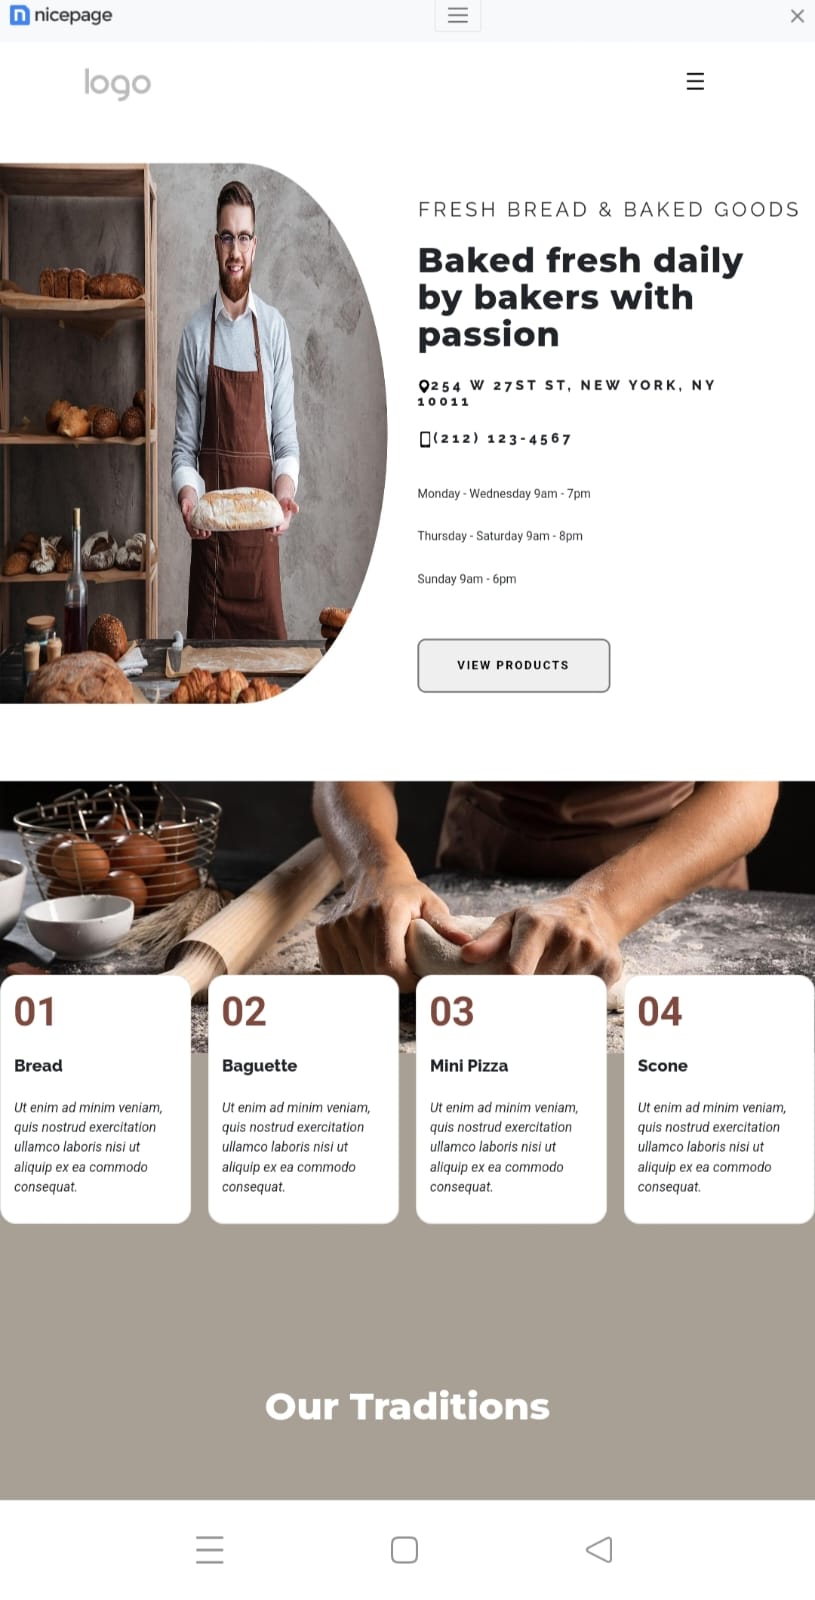 nicepage
logo
FRESH BREAD & BAKED GOODS
Baked fresh daily
by bakers with
passion
254 W 27ST ST, NEW YORK, NY
10011
(212) 123-4567
Monday - Wednesday 9am - 7pm
Thursday - Saturday 9am - 8pm
Sunday 9am - 6pm
VIEW PRODUCTS
01
Bread
Ut enim ad minim veniam,
quis nostrud exercitation
ullamco laboris nisi ut
aliquip ex ea commodo
consequat.
02
Baguette
Ut enim ad minim veniam,
quis nostrud exercitation
ullamco laboris nisi ut
aliquip ex ea commodo
consequat.
03
Mini Pizza
Ut enim ad minim veniam,
quis nostrud exercitation
ullamco laboris nisi ut
aliquip ex ea commodo
consequat.
04
Scone
Ut enim ad minim veniam,
quis nostrud exercitation
ullamco laboris nisi ut
aliquip ex ea commodo
consequat.
Our Traditions